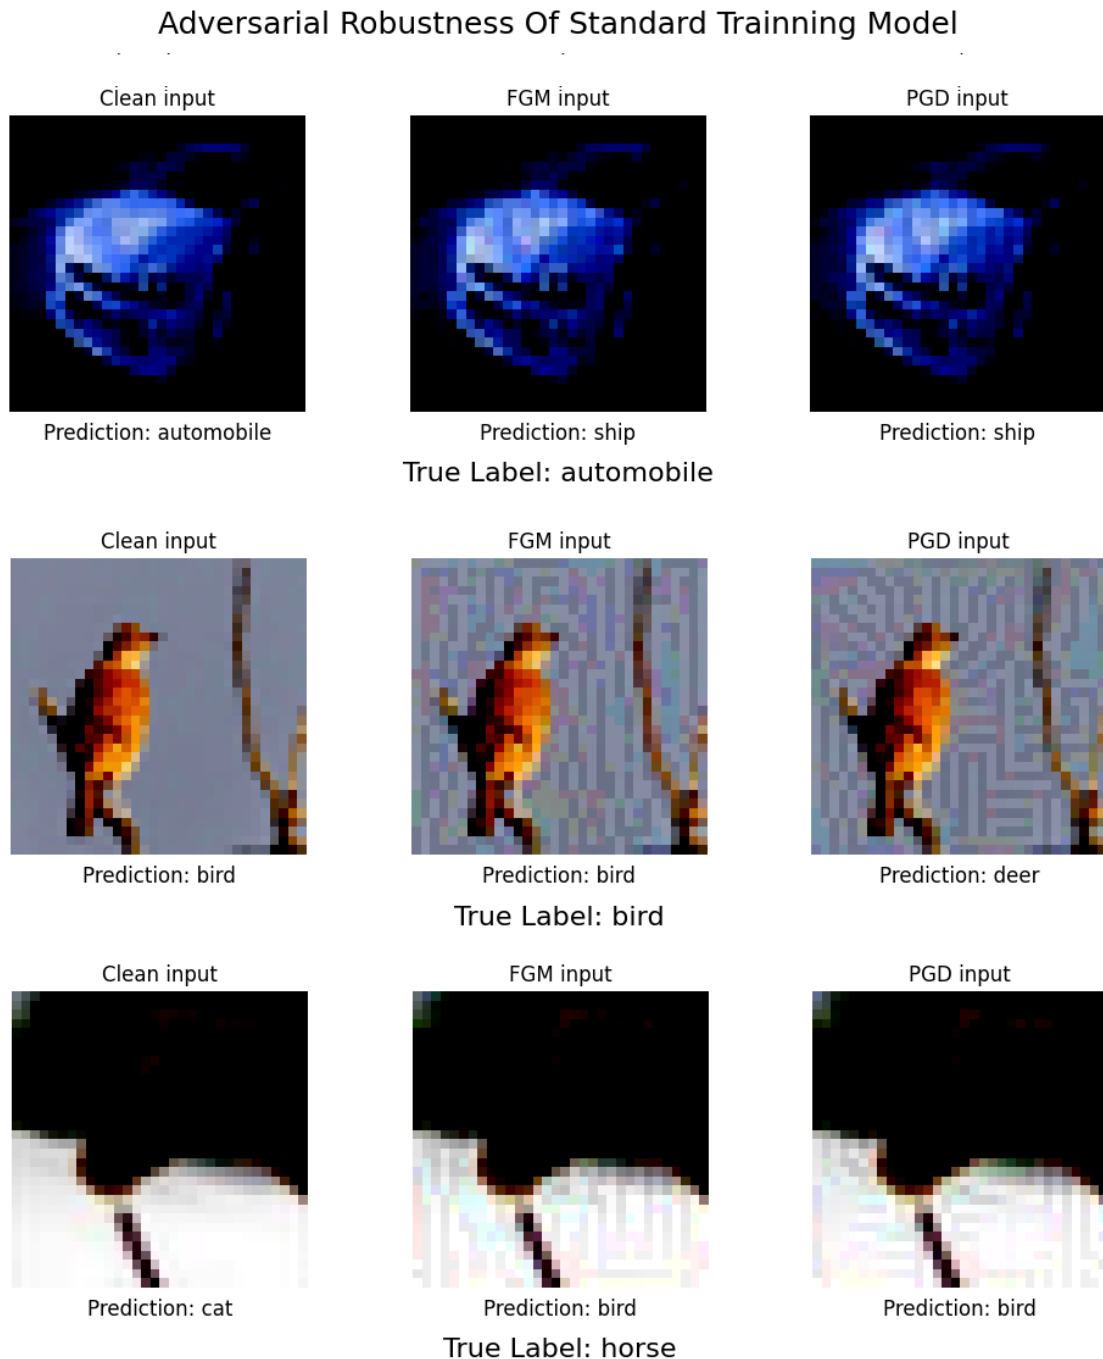 Adversarial Robustness Of Standard Trainning Model
Clean input
FGM input
PGD input
Prediction: automobile
Prediction: ship
Prediction: ship
True Label: automobile
Clean input
FGM input
PGD input
Prediction: bird
Prediction: bird
Prediction: deer
True Label: bird
Clean input
FGM input
PGD input
Prediction: cat
Prediction: bird
Prediction: bird
True Label: horse